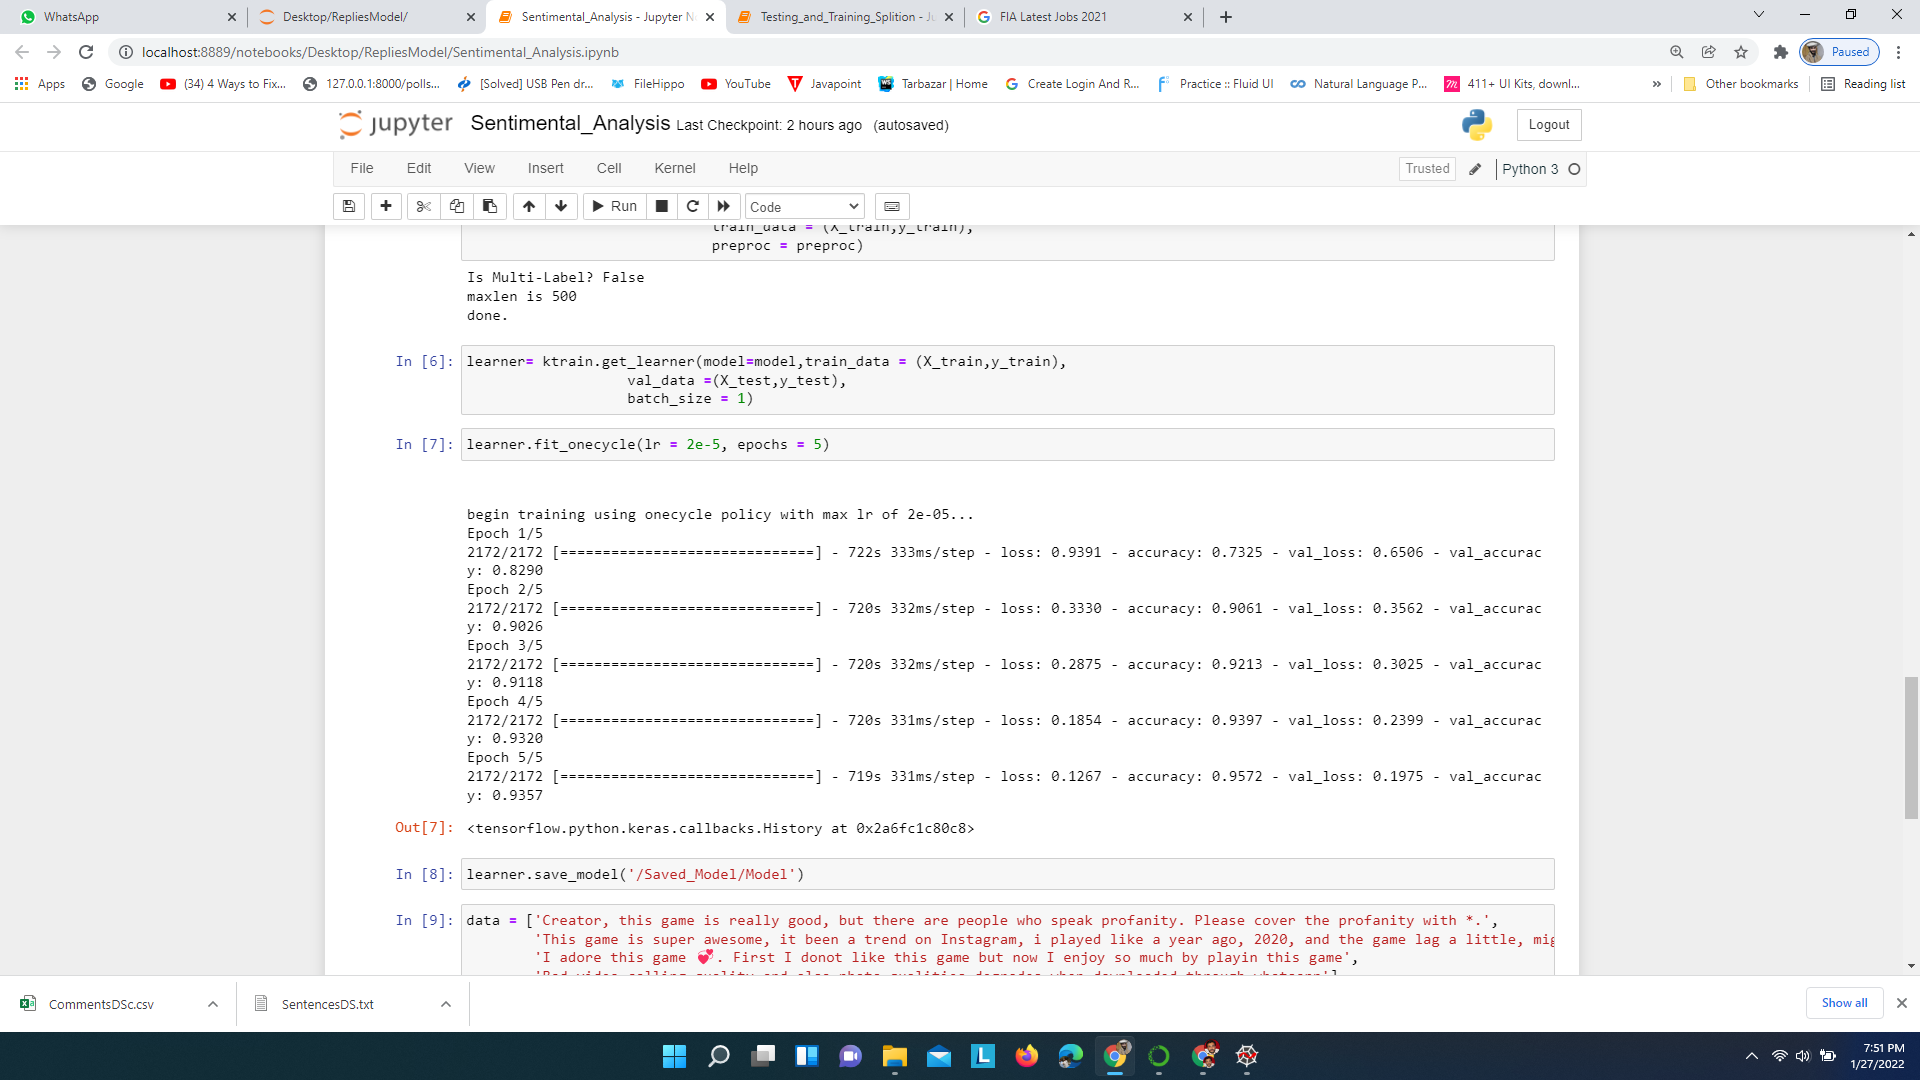 WhatsApp
Desktop/RepliesModel/
Sentimental_Analysis - Jupyter N
Testing_and_Training_Splition - Ju
FIA Latest Jobs 2021
localhost:8889/notebooks/Desktop/RepliesModel/Sentimental_Analysis.ipynb
Paused
Apps
Google
(34) 4 Ways to Fix...
127.0.0.1:8000/polls...
[Solved] USB Pen dr...
FileHippo
YouTube
Javapoint
Tarbazar | Home
Create Login And R...
Practice :: Fluid UI
Natural Language P...
411+ UI Kits, downl...
»
Other bookmarks
Reading list
jupyter
Sentimental_Analysis
Last Checkpoint: 2 hours ago (autosaved)
Logout
File Edit View Insert Cell Kernel Help
Trusted
Python 3
Run
Code
train_data = (X_train,y_train),
preproc = preproc)
Is Multi-Label? False
maxlen is 500
done.
In [6]: learner= ktrain.get_learner(model=model,train_data = (X_train,y_train),
val_data =(X_test,y_test),
batch_size = 1)
In [7]: learner.fit_onecycle(lr = 2e-5, epochs = 5)
begin training using onecycle policy with max lr of 2e-05...
Epoch 1/5
2172/2172 [==============================] - 722s 333ms/step - loss: 0.9391 - accuracy: 0.7325 - val_loss: 0.6506 - val_accurac
y: 0.8290
Epoch 2/5
2172/2172 [==============================] - 720s 332ms/step - loss: 0.3330 - accuracy: 0.9061 - val_loss: 0.3562 - val_accurac
y: 0.9026
Epoch 3/5
2172/2172 [==============================] - 720s 332ms/step - loss: 0.2875 - accuracy: 0.9213 - val_loss: 0.3025 - val_accurac
y: 0.9118
Epoch 4/5
2172/2172 [==============================] - 720s 331ms/step - loss: 0.1854 - accuracy: 0.9397 - val_loss: 0.2399 - val_accurac
y: 0.9320
Epoch 5/5
2172/2172 [==============================] - 719s 331ms/step - loss: 0.1267 - accuracy: 0.9572 - val_loss: 0.1975 - val_accurac
y: 0.9357
Out[7]: <tensorflow.python.keras.callbacks.History at 0x2a6fc1c80c8>
In [8]: learner.save_model('/Saved_Model/Model')
In [9]: data = ['Creator, this game is really good, but there are people who speak profanity. Please cover the profanity with *.',
'This game is super awesome, it been a trend on Instagram, i played like a year ago, 2020, and the game lag a little, mig
'I adore this game 💞. First I donot like this game but now I enjoy so much by playin this game',
'Bad video calling quality and also photo qualities degrades when downloaded through whatsapp']
CommentsDSc.csv
SentencesDS.txt
Show all
7:51 PM
1/27/2022